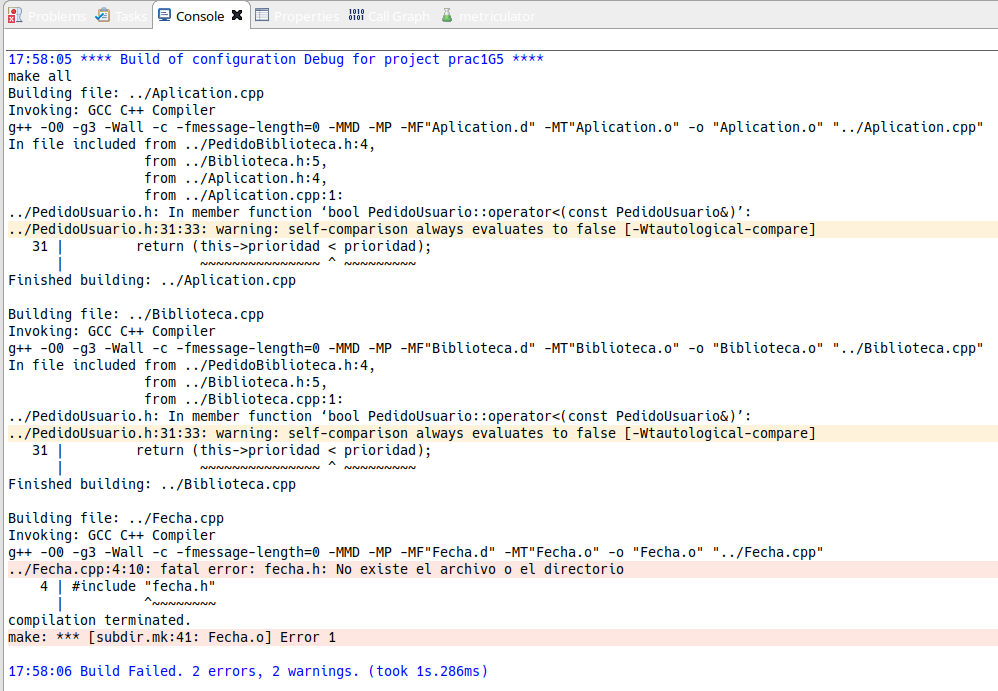 Problems Tasks Console Properties Call Graph metriculator
17:58:05 **** Build of configuration Debug for project prac1G5 ****
make all
Building file: ../Aplication.cpp
Invoking: GCC C++ Compiler
g++ -O0 -g3 -Wall -c -fmessage-length=0 -MMD -MP -MF"Aplication.d" -MT"Aplication.o" -o "Aplication.o" "../Aplication.cpp"
In file included from ../PedidoBiblioteca.h:4,
                 from ../Biblioteca.h:5,
                 from ../Aplication.h:4,
                 from ../Aplication.cpp:1:
../PedidoUsuario.h: In member function ‘bool PedidoUsuario::operator<(const PedidoUsuario&)’:
../PedidoUsuario.h:31:33: warning: self-comparison always evaluates to false [-Wtautological-compare]
   31 |         return (this->prioridad < prioridad);
      |                 ~~~~~~~~~~~~~~~ ^ ~~~~~~~~~
Finished building: ../Aplication.cpp

Building file: ../Biblioteca.cpp
Invoking: GCC C++ Compiler
g++ -O0 -g3 -Wall -c -fmessage-length=0 -MMD -MP -MF"Biblioteca.d" -MT"Biblioteca.o" -o "Biblioteca.o" "../Biblioteca.cpp"
In file included from ../PedidoBiblioteca.h:4,
                 from ../Biblioteca.h:5,
                 from ../Biblioteca.cpp:1:
../PedidoUsuario.h: In member function ‘bool PedidoUsuario::operator<(const PedidoUsuario&)’:
../PedidoUsuario.h:31:33: warning: self-comparison always evaluates to false [-Wtautological-compare]
   31 |         return (this->prioridad < prioridad);
      |                 ~~~~~~~~~~~~~~~ ^ ~~~~~~~~~
Finished building: ../Biblioteca.cpp

Building file: ../Fecha.cpp
Invoking: GCC C++ Compiler
g++ -O0 -g3 -Wall -c -fmessage-length=0 -MMD -MP -MF"Fecha.d" -MT"Fecha.o" -o "Fecha.o" "../Fecha.cpp"
../Fecha.cpp:4:10: fatal error: fecha.h: No existe el archivo o el directorio
    4 | #include "fecha.h"
      |          ^~~~~~~~~
compilation terminated.
make: *** [subdir.mk:41: Fecha.o] Error 1

17:58:06 Build Failed. 2 errors, 2 warnings. (took 1s.286ms)